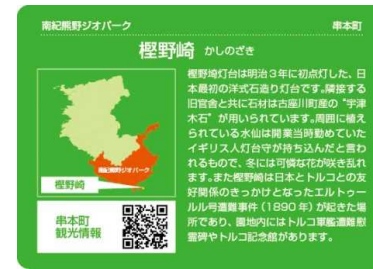 南紀熊野ジオパーク
串本町
樫野崎 かしのざき
樫野埼灯台は明治3年に初点灯した、日
本最初の洋式石造り灯台です。隣接する
旧官舎と共に石材は古座川町産の“宇津
木石”が用いられています。周囲に植え
られている水仙は開業当時勤めていた
イギリス人灯台守が持ち込んだと言わ
れるもので、冬には可憐な花が咲き乱れ
ます。また樫野埼は日本とトルコとの友
好関係のきっかけとなったエルトゥー
ルル号遭難事件(1890年)が起きた場
所であり、園地内にはトルコ軍艦遭難慰
霊碑やトルコ記念館があります。
南紀熊野ジオパーク
樫野崎
串本町
観光情報